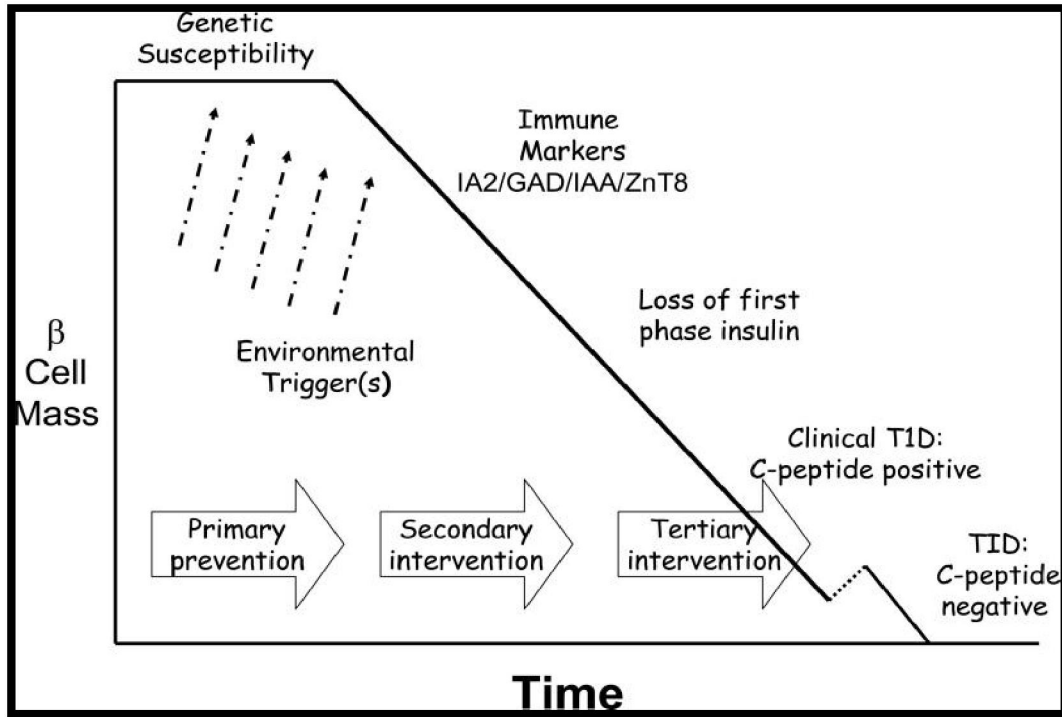 Genetic
Susceptibility
Immune
Markers
IA2/GAD/IAA/ZnT8
Loss of first
phase insulin
Environmental
Trigger(s)
β
Cell
Mass
Clinical T1D:
C-peptide positive
Primary
prevention
Secondary
intervention
Tertiary
intervention
TID:
C-peptide
negative
Time